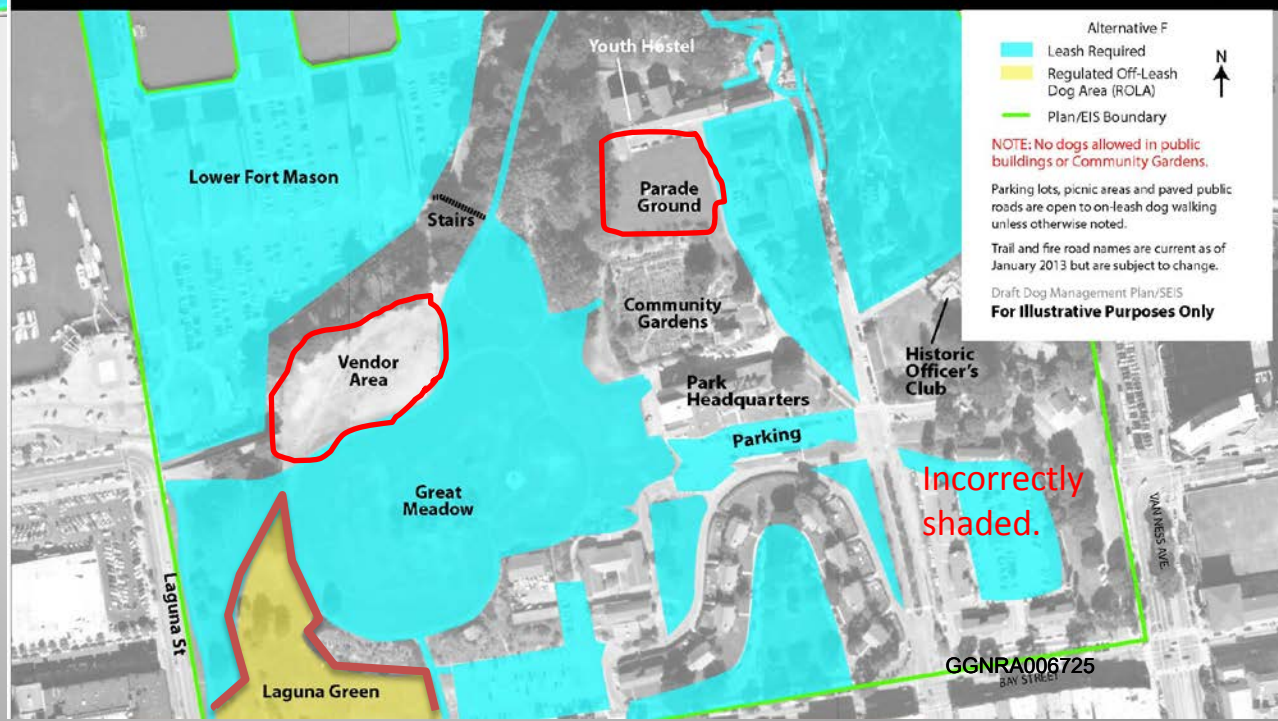 Youth Hostel
Lower Fort Mason
Parade
Ground
Stairs
Community
Gardens
Vendor
Area
Park
Headquarters
Historic
Officer's
Club
Parking
Great
Meadow
Incorrectly
shaded.
Laguna St
VAN NESS AVE
Laguna Green
GGNRA006725
BAY STREET
Alternative F
Leash Required
Regulated Off-Leash
Dog Area (ROLA)
Plan/EIS Boundary
N
NOTE: No dogs allowed in public
buildings or Community Gardens.
Parking lots, picnic areas and paved public
roads are open to on-leash dog walking
unless otherwise noted.
Trail and fire road names are current as of
January 2013 but are subject to change.
Draft Dog Management Plan/SEIS
For Illustrative Purposes Only